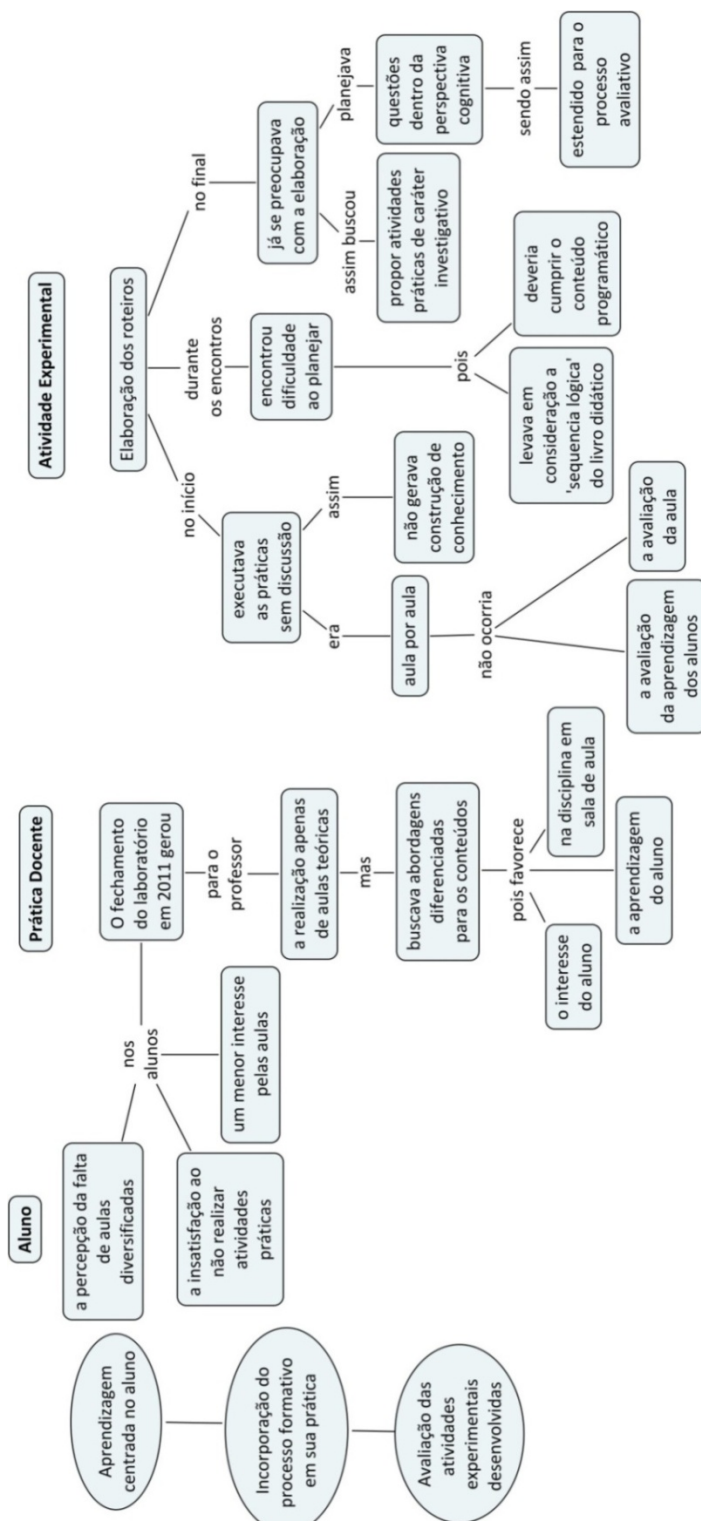 Aprendizagem
centrada no aluno
Incorporação do
processo formativo
em sua prática
Avaliação das
atividades
experimentais
desenvolvidas
Aluno
a percepção da falta
de aulas
diversificadas
a insatisfação ao
não realizar
atividades
práticas
um menor interesse
pelas aulas
nos
alunos
Prática Docente
O fechamento
do laboratório
em 2011 gerou
para o
professor
a realização apenas
de aulas teóricas
mas
buscava abordagens
diferenciadas
para os conteúdos
pois favorece
o interesse
do aluno
a aprendizagem
do aluno
na disciplina em
sala de aula
Atividade Experimental
Elaboração dos roteiros
no início
executava
as práticas
sem discussão
era
aula por aula
não ocorria
a avaliação
da aprendizagem
dos alunos
a avaliação
da aula
assim
não gerava
construção de
conhecimento
durante
os encontros
encontrou
dificuldade
ao planejar
pois
levava em
consideração a
'sequencia lógica'
do livro didático
deveria
cumprir o
conteúdo
programático
no final
já se preocupava
com a elaboração
assim buscou
propor atividades
práticas de caráter
investigativo
planejava
questões
dentro da
perspectiva
cognitiva
sendo assim
estendido para o
processo
avaliativo